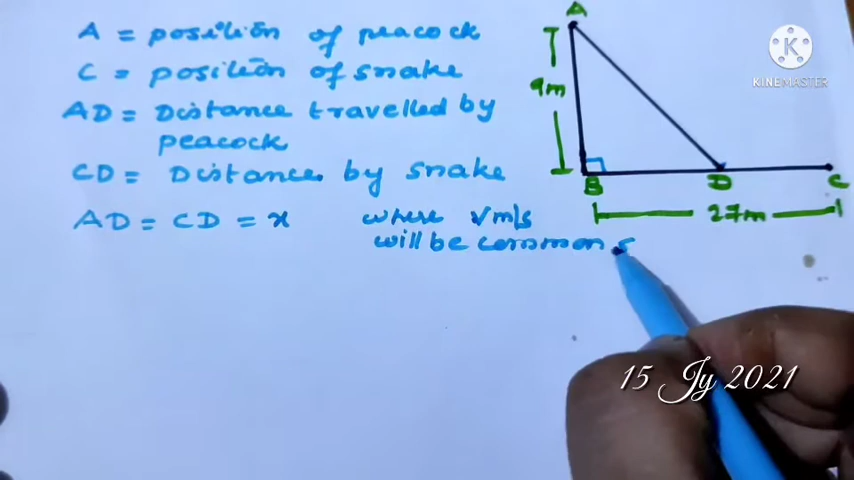 A = position of peacock
C = position of snake
AD = Distance travelled by
peacock
CD = Distance by snake
AD = CD = x where v m/s
will be common s
A
9m
B
D
C
27m
K
KINEMASTER
15 Jy 2021